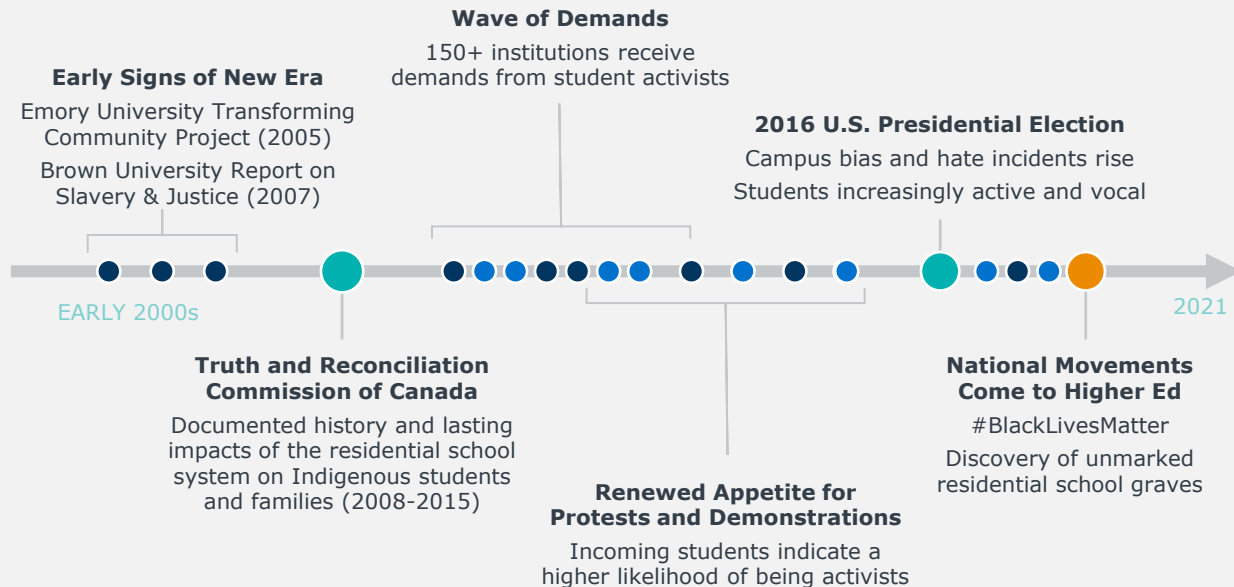 Wave of Demands
150+ institutions receive
demands from student activists
Early Signs of New Era
Emory University Transforming
Community Project (2005)
Brown University Report on
Slavery & Justice (2007)
2016 U.S. Presidential Election
Campus bias and hate incidents rise
Students increasingly active and vocal
EARLY 2000s
2021
Truth and Reconciliation
Commission of Canada
Documented history and lasting
impacts of the residential school
system on Indigenous students
and families (2008-2015)
National Movements
Come to Higher Ed
#BlackLivesMatter
Discovery of unmarked
residential school graves
Renewed Appetite for
Protests and Demonstrations
Incoming students indicate a
higher likelihood of being activists